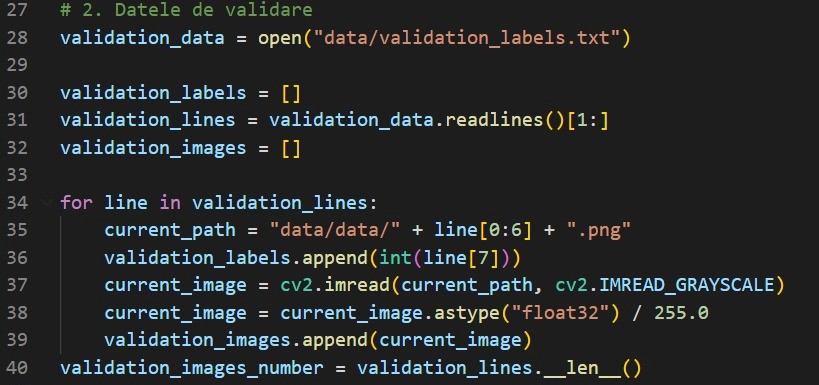 27 # 2. Datele de validare
28 validation_data = open("data/validation_labels.txt")
29
30 validation_labels = []
31 validation_lines = validation_data.readlines()[1:]
32 validation_images = []
33
34 for line in validation_lines:
35     current_path = "data/data/" + line[0:6] + ".png"
36     validation_labels.append(int(line[7]))
37     current_image = cv2.imread(current_path, cv2.IMREAD_GRAYSCALE)
38     current_image = current_image.astype("float32") / 255.0
39     validation_images.append(current_image)
40 validation_images_number = validation_lines.__len__()